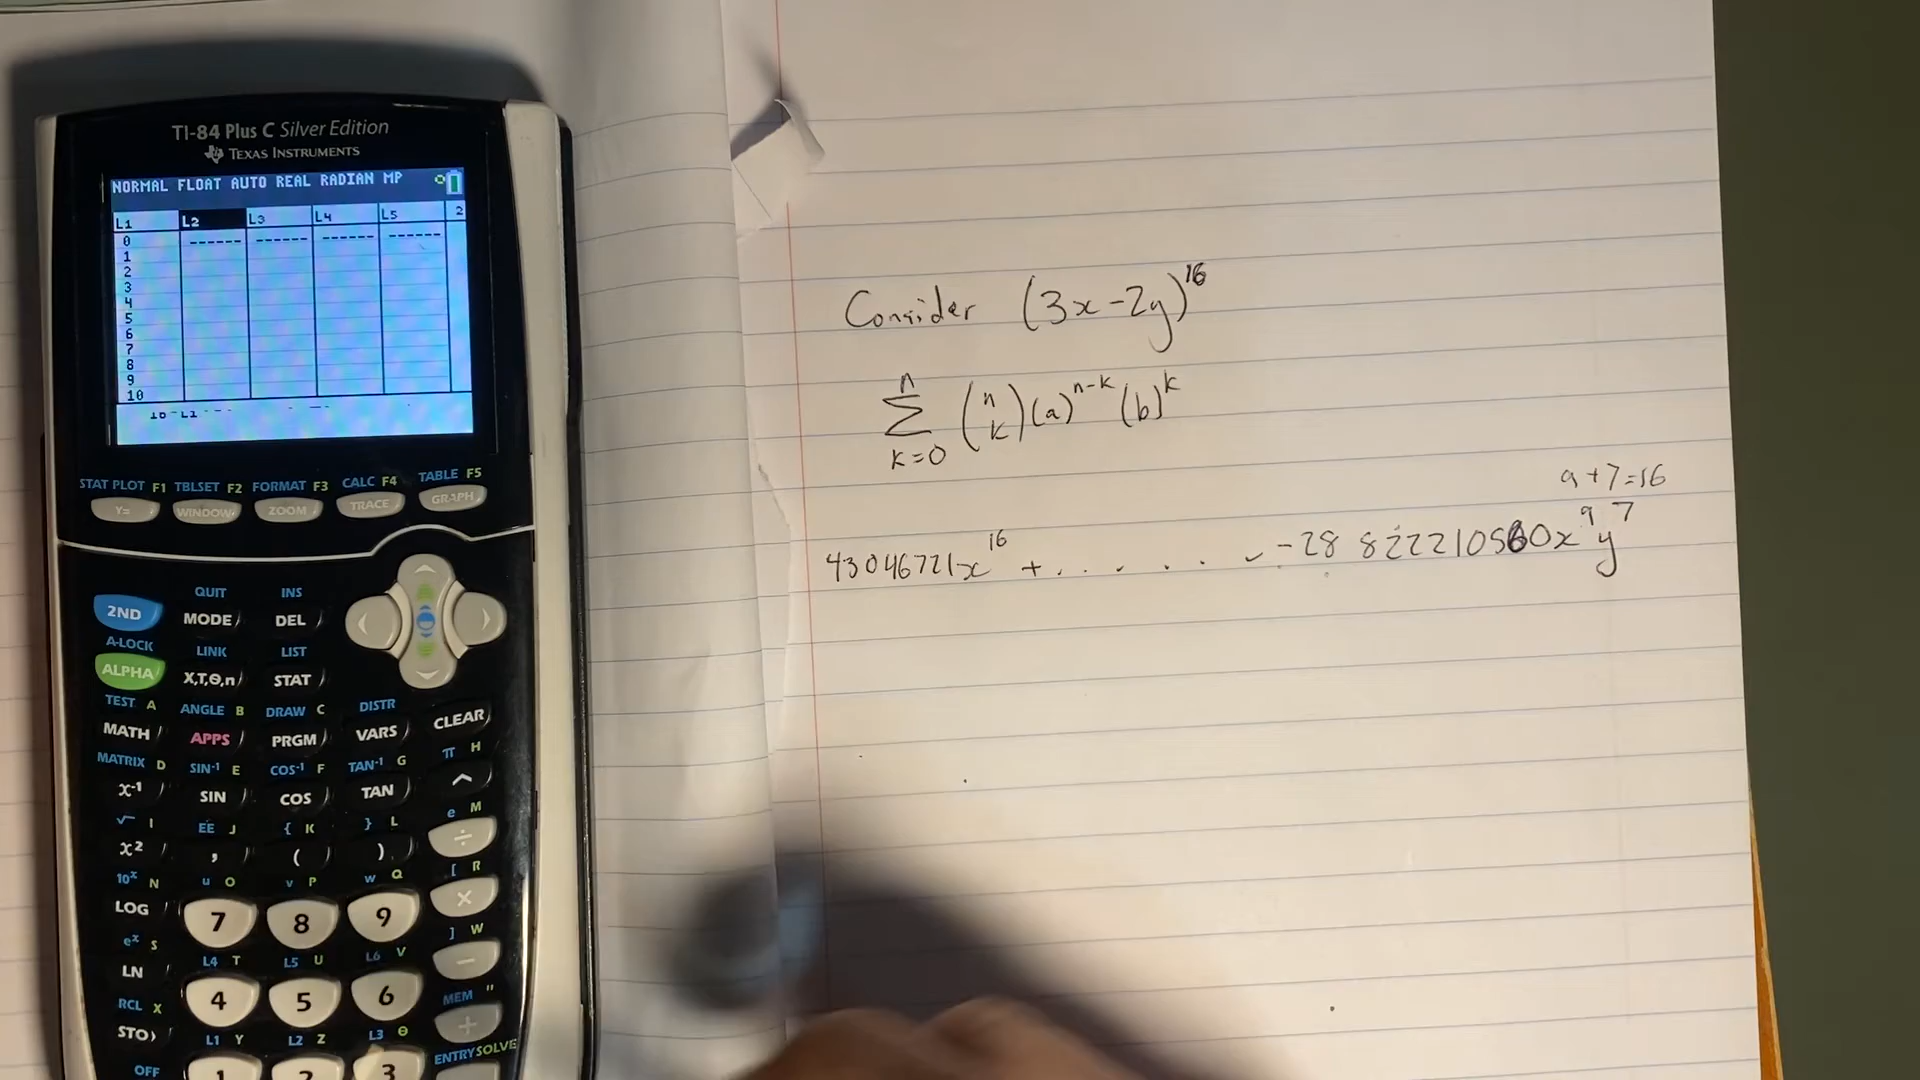 TI-84 Plus C Silver Edition
TEXAS INSTRUMENTS
NORMAL FLOAT AUTO REAL RADIAN MP
L1 L2 L3 L4 L5 2
0 ------ ------ ------ ------
1
2
3
4
5
6
7
8
9
10
STAT PLOT F1 TBLSET F2 FORMAT F3 CALC F4 TABLE F5
Y= WINDOW ZOOM TRACE GRAPH
QUIT INS
2ND MODE DEL
A-LOCK LINK LIST
ALPHA X,T,Θ,n STAT
TEST A ANGLE B DRAW C DISTR
MATH APPS PRGM VARS CLEAR
MATRIX D SIN⁻¹ E COS⁻¹ F TAN⁻¹ G π H
x⁻¹ SIN COS TAN ^
√ I EE J { K } L e M
x² , ( ) ÷
10ˣ N u O v P w Q [ R
LOG 7 8 9 ×
eˣ S L4 T L5 U L6 V ] W
LN 4 5 6 −
RCL X L1 Y L2 Z L3 Θ MEM "
STO 1 2 3 +
OFF ENTRY SOLVE
Consider (3x-2y)^16
n
∑ (n k)(a)^n-k (b)^k
k=0
9+7=16
43046721x^16 + . . . . . . - 28 822210560x^9y^7